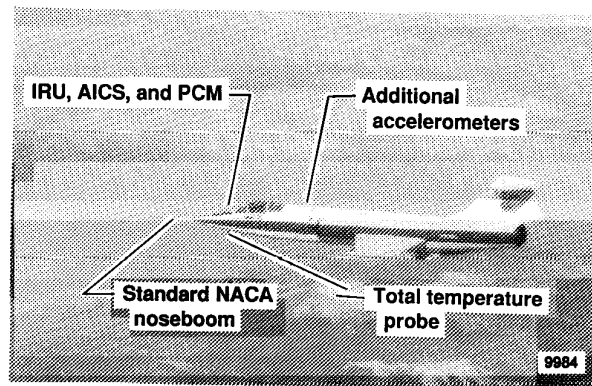 IRU, AICS, and PCM
Additional
accelerometers
Standard NACA
noseboom
Total temperature
probe
9984